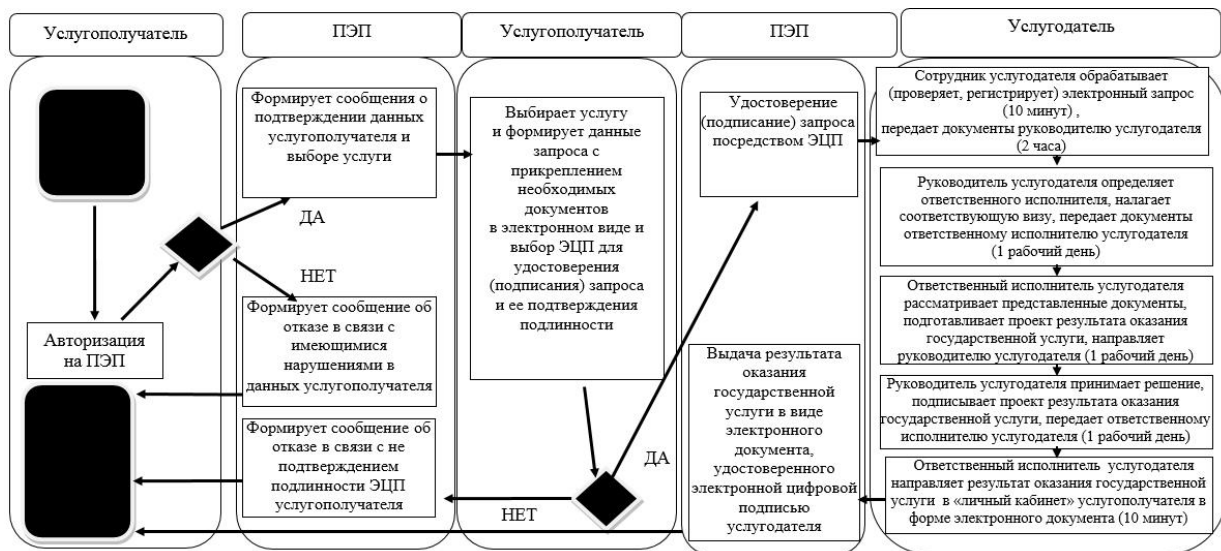 Услугополучатель
ПЭП
Услугополучатель
ПЭП
Услугодатель
Авторизация
на ПЭП
Формирует сообщения о
подтверждении данных
услугополучателя и
выборе услуги
ДА
НЕТ
Формирует сообщение об
отказе в связи с
имеющимися
нарушениями в
данных услугополучателя
Формирует сообщение об
отказе в связи с не
подтверждением
подлинности ЭЦП
услугополучателя
Выбирает услугу
и формирует данные
запроса с
прикреплением
необходимых
документов
в электронном виде и
выбор ЭЦП для
удостоверения
(подписания) запроса
и ее подтверждения
подлинности
ДА
НЕТ
Удостоверение
(подписание) запроса
посредством ЭЦП
Выдача результата
оказания
государственной
услуги в виде
электронного
документа,
удостоверенного
электронной цифровой
подписью
услугодателя
Сотрудник услугодателя обрабатывает
(проверяет, регистрирует) электронный запрос
(10 минут) ,
передает документы руководителю услугодателя
(2 часа)
Руководитель услугодателя определяет
ответственного исполнителя, налагает
соответствующую визу, передает документы
ответственному исполнителю услугодателя
(1 рабочий день)
Ответственный исполнитель услугодателя
рассматривает представленные документы,
подготавливает проект результата оказания
государственной услуги, направляет
руководителю услугодателя (1 рабочий день)
Руководитель услугодателя принимает решение,
подписывает проект результата оказания
государственной услуги, передает ответственному
исполнителю услугодателя (1 рабочий день)
Ответственный исполнитель услугодателя
направляет результат оказания государственной
услуги в «личный кабинет» услугополучателя в
форме электронного документа (10 минут)